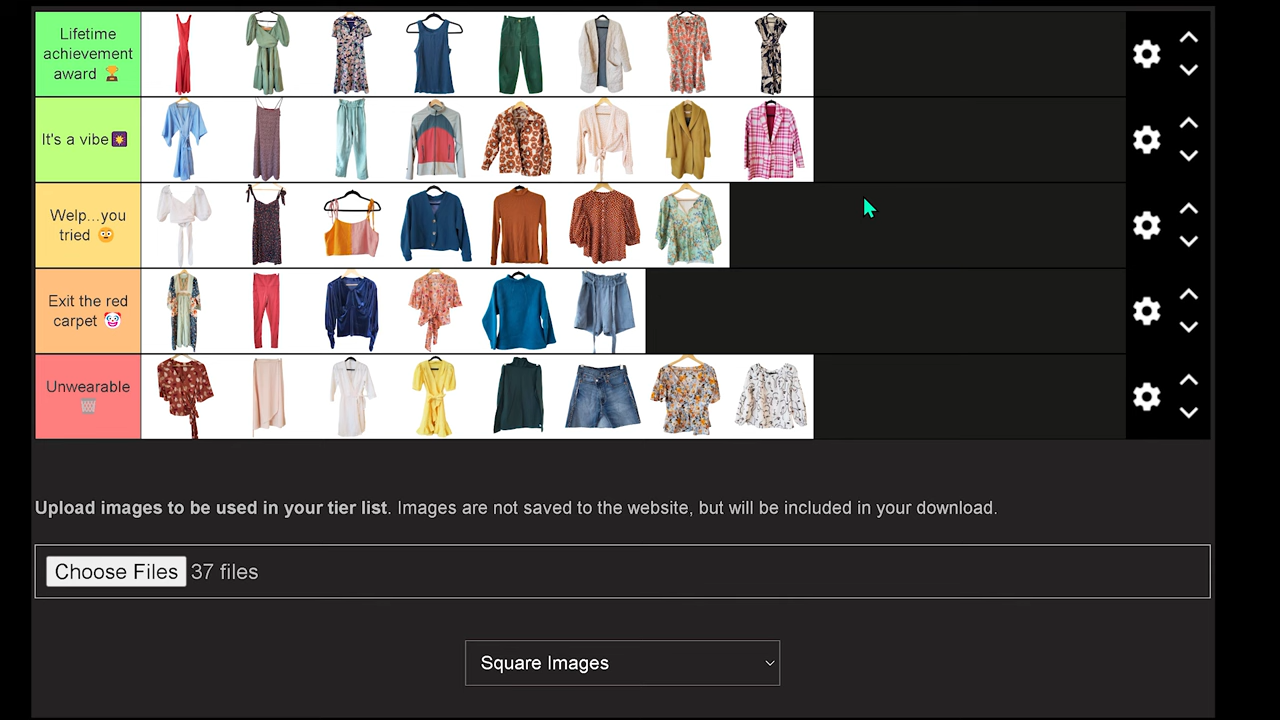 Lifetime
achievement
award 🏆
It's a vibe
Welp...you
tried
Exit the red
carpet 🤡
Unwearable
🗑️
Upload images to be used in your tier list. Images are not saved to the website, but will be included in your download.
Choose Files 37 files
Square Images